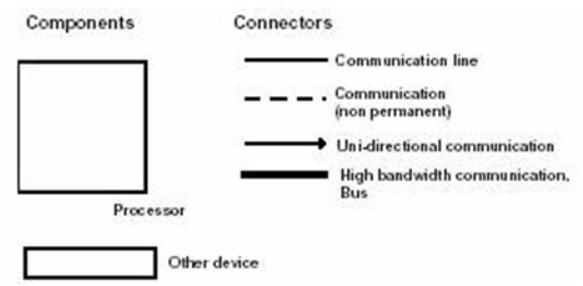 Components
Connectors
Communication line
Communication
(non permanent)
Uni-directional communication
High bandwidth communication,
Bus
Processor
Other device